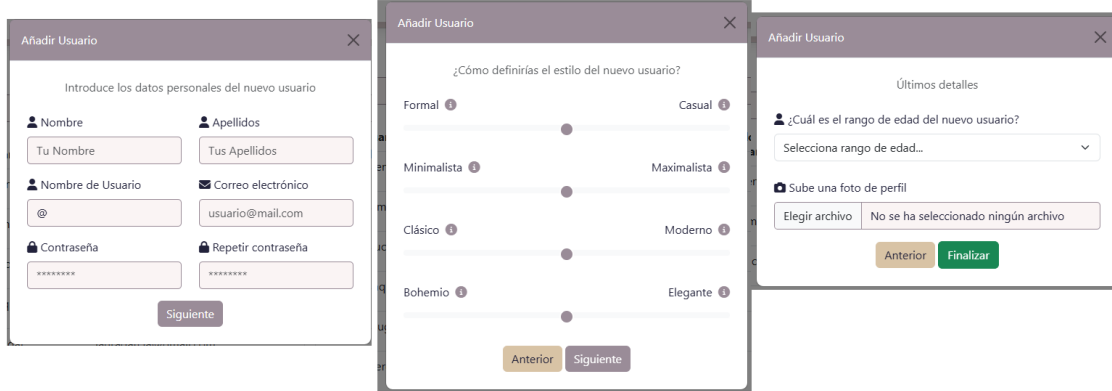 Añadir Usuario
Introduce los datos personales del nuevo usuario
Nombre
Apellidos
Tu Nombre
Tus Apellidos
Nombre de Usuario
Correo electrónico
@
usuario@mail.com
Contraseña
Repetir contraseña
********
********
Siguiente
Añadir Usuario
¿Cómo definirías el estilo del nuevo usuario?
Formal
Casual
Minimalista
Maximalista
Clásico
Moderno
Bohemio
Elegante
Anterior
Siguiente
Añadir Usuario
Últimos detalles
¿Cuál es el rango de edad del nuevo usuario?
Selecciona rango de edad...
Sube una foto de perfil
Elegir archivo
No se ha seleccionado ningún archivo
Anterior
Finalizar